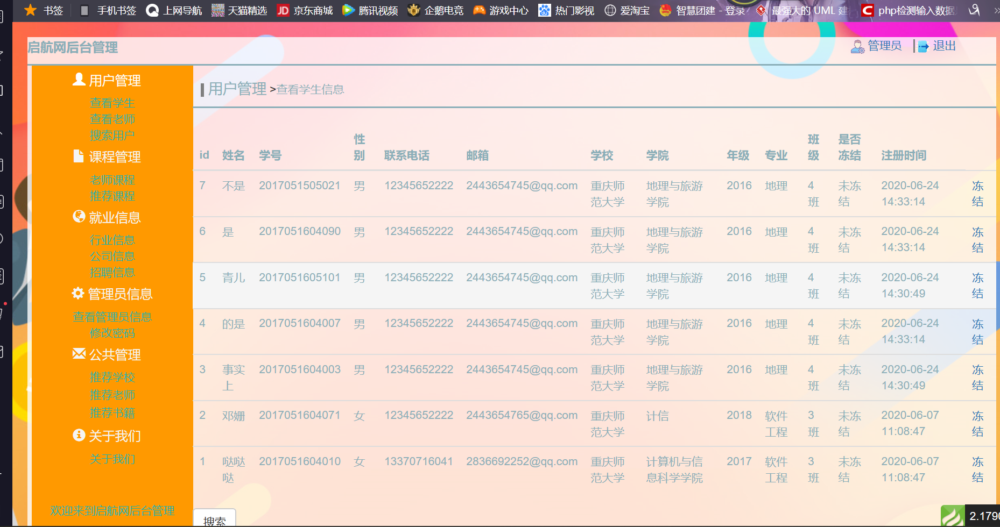 书签 手机书签 上网导航 天猫精选 京东商城 腾讯视频 企鹅电竞 游戏中心 热门影视 爱淘宝 智慧团建 - 登录 最强大的 UML 建 php检测输入数据
启航网后台管理
管理员 退出
用户管理
查看学生
查看老师
搜索用户
课程管理
老师课程
推荐课程
就业信息
行业信息
公司信息
招聘信息
管理员信息
查看管理员信息
修改密码
公共管理
推荐学校
推荐老师
推荐书籍
关于我们
关于我们
欢迎来到启航网后台管理
用户管理 >查看学生信息
id 姓名 学号 性别 联系电话 邮箱 学校 学院 年级 专业 班级 是否冻结 注册时间
7 不是 2017051505021 男 12345652222 2443654745@qq.com 重庆师范大学 地理与旅游学院 2016 地理 4班 未冻结 2020-06-24 14:33:14 冻结
6 是 2017051604090 男 12345652222 2443654745@qq.com 重庆师范大学 地理与旅游学院 2016 地理 4班 未冻结 2020-06-24 14:33:14 冻结
5 青儿 2017051605101 男 12345652222 2443654745@qq.com 重庆师范大学 地理与旅游学院 2016 地理 4班 未冻结 2020-06-24 14:30:49 冻结
4 的是 2017051604007 男 12345652222 2443654745@qq.com 重庆师范大学 地理与旅游学院 2016 地理 4班 未冻结 2020-06-24 14:33:14 冻结
3 事实上 2017051604003 男 12345652222 2443654745@qq.com 重庆师范大学 地理与旅游学院 2016 地理 4班 未冻结 2020-06-24 14:30:49 冻结
2 邓姗 2017051604071 女 12345652222 2443654765@qq.com 重庆师范大学 计信 2018 软件工程 3班 未冻结 2020-06-07 11:08:47 冻结
1 哒哒哒 2017051604010 女 13370716041 2836692252@qq.com 重庆师范大学 计算机与信息科学学院 2017 软件工程 3班 未冻结 2020-06-07 11:08:47 冻结
搜索
2.179